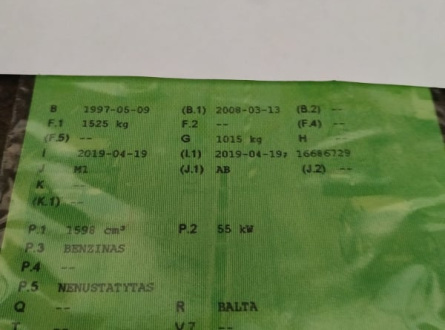 B 1997-05-09 (B.1) 2008-03-13 (B.2) --
F.1 1525 kg F.2 -- (F.4) --
(F.5) -- G 1015 kg H --
I 2019-04-19 (I.1) 2019-04-19; 16686729
J M1 (J.1) AB (J.2) --
K --
(K.1) --
P.1 1598 cm³ P.2 55 kW
P.3 BENZINAS
P.4 --
P.5 NENUSTATYTAS
Q -- R BALTA
V.7 --